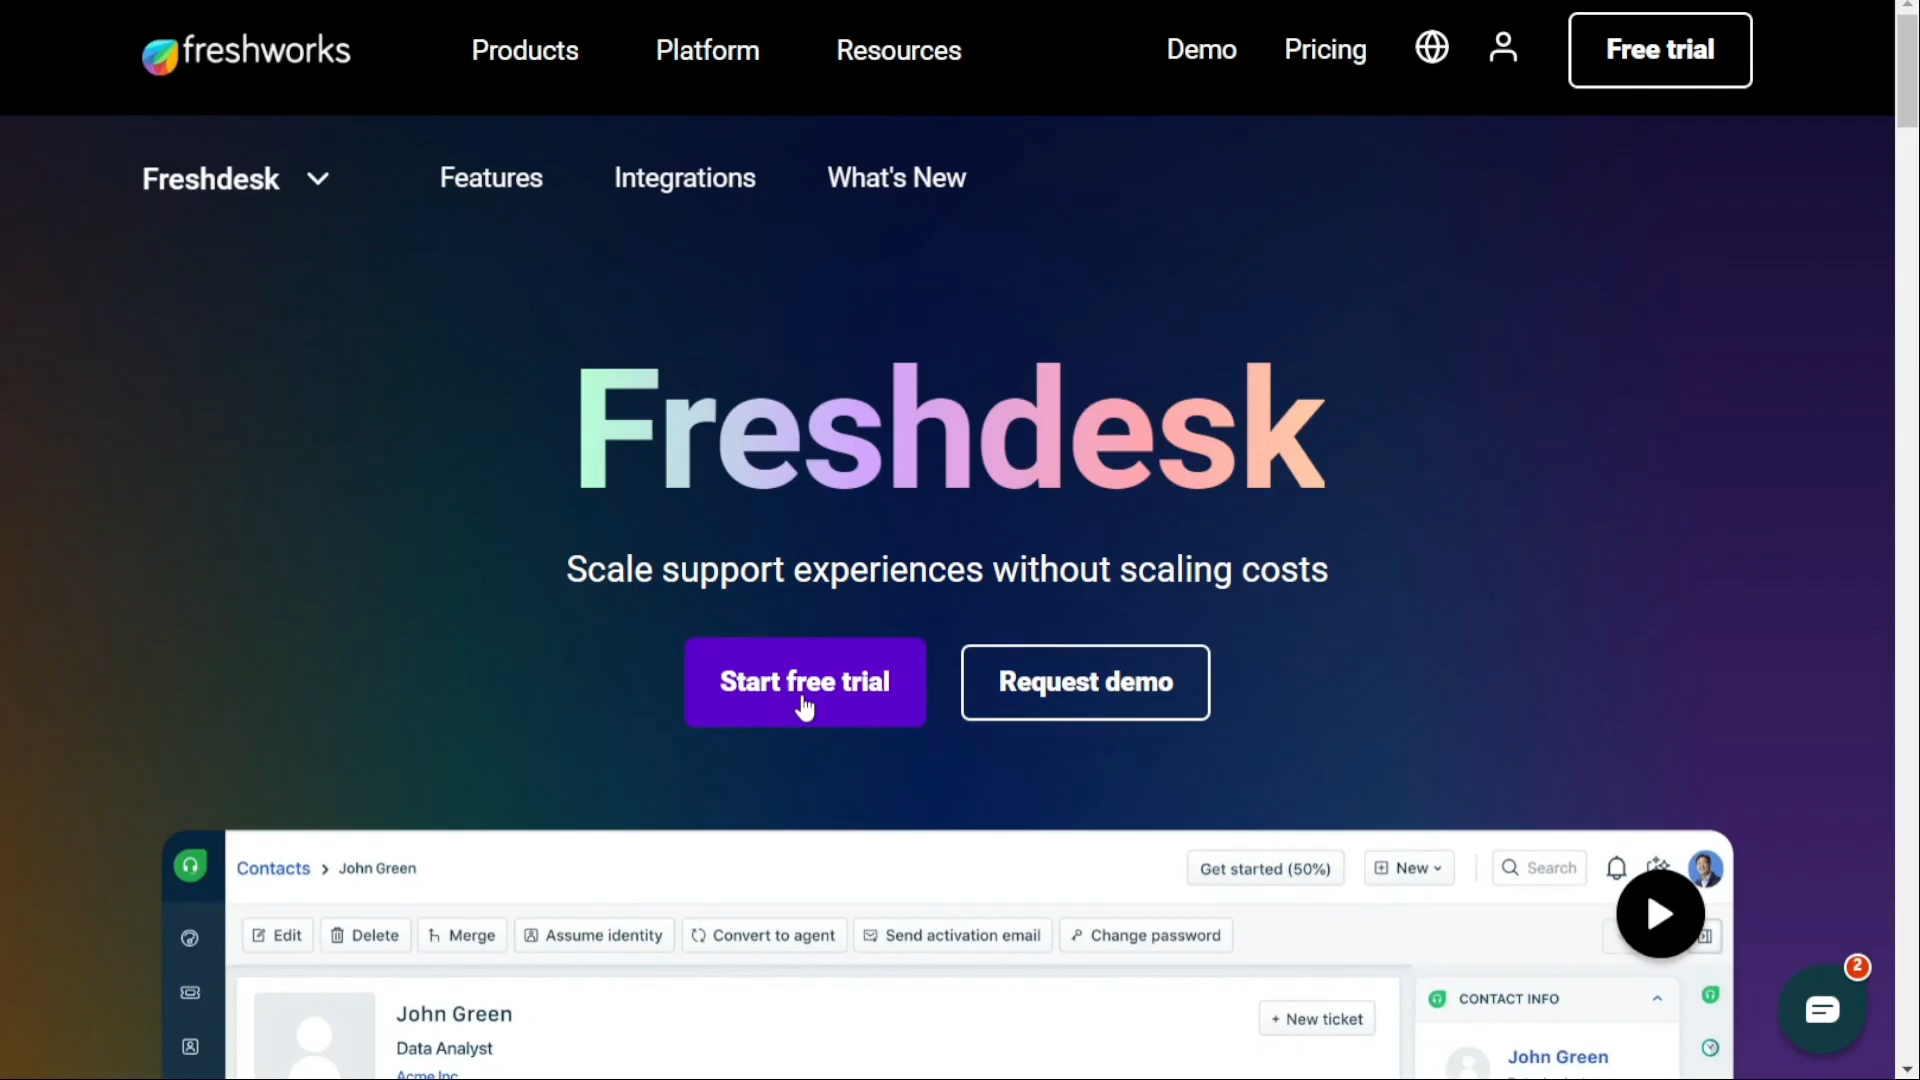 freshworks
Products Platform Resources
Demo Pricing Free trial
Freshdesk Features Integrations What's New
Freshdesk
Scale support experiences without scaling costs
Start free trial Request demo
Contacts > John Green Get started (50%) New Search
Edit Delete Merge Assume identity Convert to agent Send activation email Change password
John Green + New ticket
Data Analyst
Acme Inc
CONTACT INFO
John Green
2